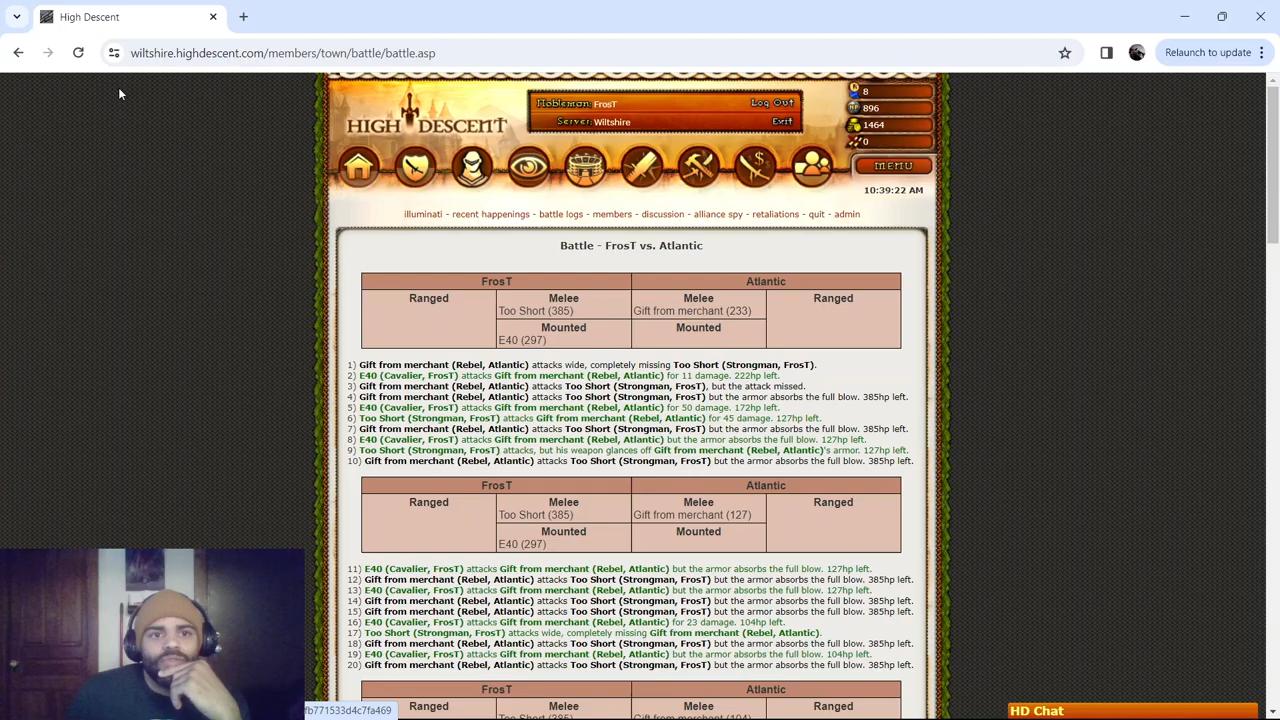 High Descent
wiltshire.highdescent.com/members/town/battle/battle.asp
Relaunch to update
HIGH DESCENT
Nobleman: FrosT
Log Out
Server: Wiltshire
Exit
8
896
1464
0
MENU
10:39:22 AM
illuminati - recent happenings - battle logs - members - discussion - alliance spy - retaliations - quit - admin
Battle - FrosT vs. Atlantic
FrosT Atlantic
Ranged Melee Melee Ranged
Too Short (385) Gift from merchant (233)
Mounted Mounted
E40 (297)
1) Gift from merchant (Rebel, Atlantic) attacks wide, completely missing Too Short (Strongman, FrosT).
2) E40 (Cavalier, FrosT) attacks Gift from merchant (Rebel, Atlantic) for 11 damage. 222hp left.
3) Gift from merchant (Rebel, Atlantic) attacks Too Short (Strongman, FrosT), but the attack missed.
4) Gift from merchant (Rebel, Atlantic) attacks Too Short (Strongman, FrosT) but the armor absorbs the full blow. 385hp left.
5) E40 (Cavalier, FrosT) attacks Gift from merchant (Rebel, Atlantic) for 50 damage. 172hp left.
6) Too Short (Strongman, FrosT) attacks Gift from merchant (Rebel, Atlantic) for 45 damage. 127hp left.
7) Gift from merchant (Rebel, Atlantic) attacks Too Short (Strongman, FrosT) but the armor absorbs the full blow. 385hp left.
8) E40 (Cavalier, FrosT) attacks Gift from merchant (Rebel, Atlantic) but the armor absorbs the full blow. 127hp left.
9) Too Short (Strongman, FrosT) attacks, but his weapon glances off Gift from merchant (Rebel, Atlantic)'s armor. 127hp left.
10) Gift from merchant (Rebel, Atlantic) attacks Too Short (Strongman, FrosT) but the armor absorbs the full blow. 385hp left.
FrosT Atlantic
Ranged Melee Melee Ranged
Too Short (385) Gift from merchant (127)
Mounted Mounted
E40 (297)
11) E40 (Cavalier, FrosT) attacks Gift from merchant (Rebel, Atlantic) but the armor absorbs the full blow. 127hp left.
12) Gift from merchant (Rebel, Atlantic) attacks Too Short (Strongman, FrosT) but the armor absorbs the full blow. 385hp left.
13) E40 (Cavalier, FrosT) attacks Gift from merchant (Rebel, Atlantic) but the armor absorbs the full blow. 127hp left.
14) Gift from merchant (Rebel, Atlantic) attacks Too Short (Strongman, FrosT) but the armor absorbs the full blow. 385hp left.
15) Gift from merchant (Rebel, Atlantic) attacks Too Short (Strongman, FrosT) but the armor absorbs the full blow. 385hp left.
16) E40 (Cavalier, FrosT) attacks Gift from merchant (Rebel, Atlantic) for 23 damage. 104hp left.
17) Too Short (Strongman, FrosT) attacks wide, completely missing Gift from merchant (Rebel, Atlantic).
18) Gift from merchant (Rebel, Atlantic) attacks Too Short (Strongman, FrosT) but the armor absorbs the full blow. 385hp left.
19) E40 (Cavalier, FrosT) attacks Gift from merchant (Rebel, Atlantic) but the armor absorbs the full blow. 104hp left.
20) Gift from merchant (Rebel, Atlantic) attacks Too Short (Strongman, FrosT) but the armor absorbs the full blow. 385hp left.
FrosT Atlantic
Ranged Melee Melee Ranged
Too Short (385) Gift from merchant (104)
fb771533d4c7fa469
HD Chat